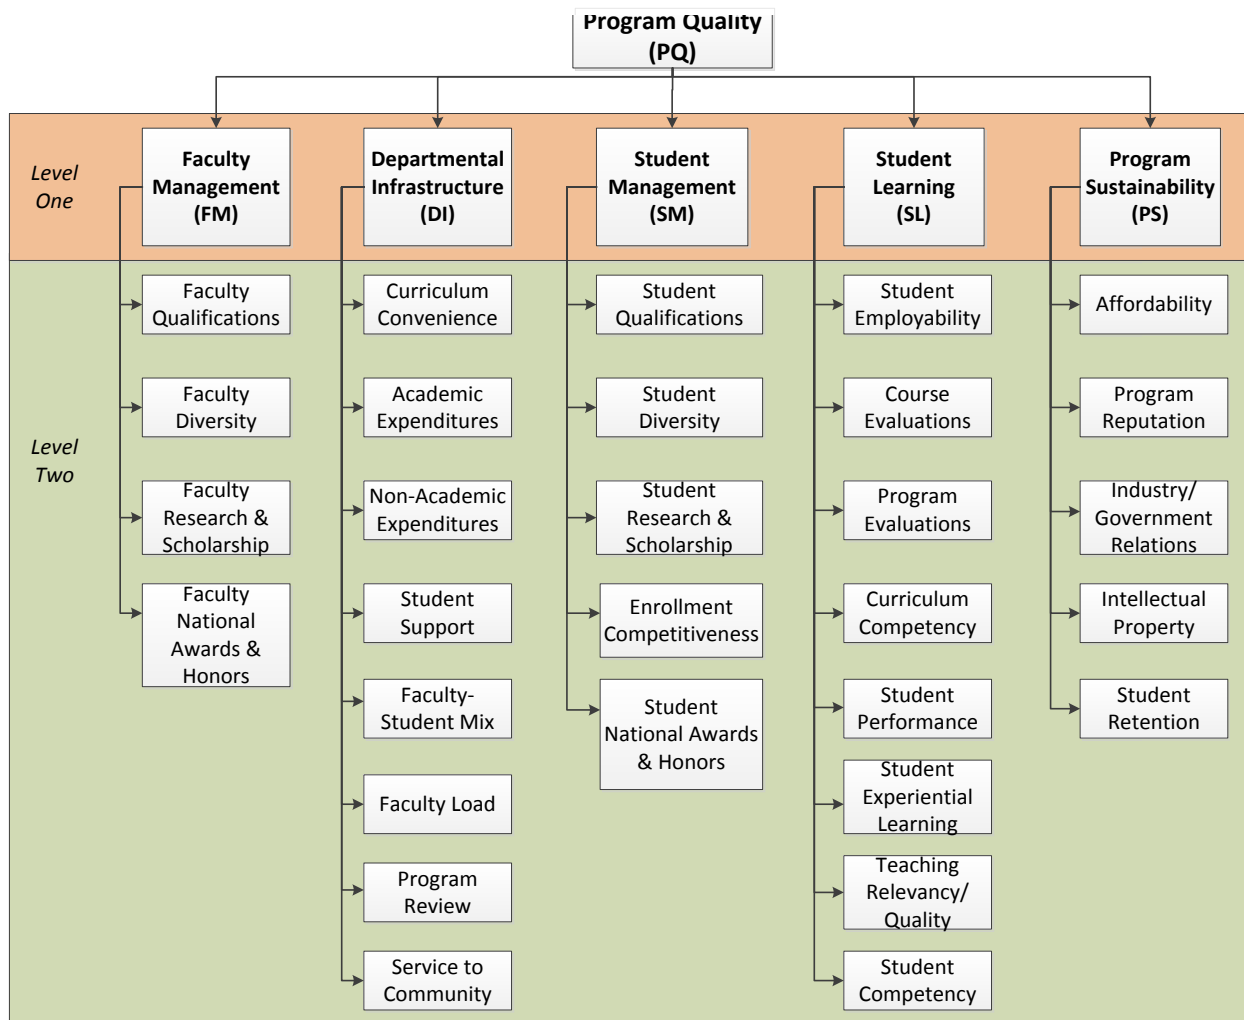 Program Quality
(PQ)
Level
One
Faculty
Management
(FM)
Departmental
Infrastructure
(DI)
Student
Management
(SM)
Student
Learning
(SL)
Program
Sustainability
(PS)
Level
Two
Faculty
Qualifications
Faculty
Diversity
Faculty
Research &
Scholarship
Faculty
National
Awards &
Honors
Curriculum
Convenience
Academic
Expenditures
Non-Academic
Expenditures
Student
Support
Faculty-
Student Mix
Faculty Load
Program
Review
Service to
Community
Student
Qualifications
Student
Diversity
Student
Research &
Scholarship
Enrollment
Competitiveness
Student
National Awards
& Honors
Student
Employability
Course
Evaluations
Program
Evaluations
Curriculum
Competency
Student
Performance
Student
Experiential
Learning
Teaching
Relevancy/
Quality
Student
Competency
Affordability
Program
Reputation
Industry/
Government
Relations
Intellectual
Property
Student
Retention